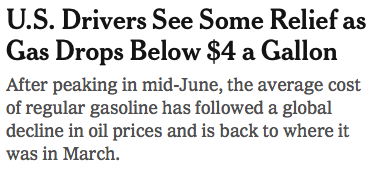 U.S. Drivers See Some Relief as
Gas Drops Below $4 a Gallon
After peaking in mid-June, the average cost
of regular gasoline has followed a global
decline in oil prices and is back to where it
was in March.